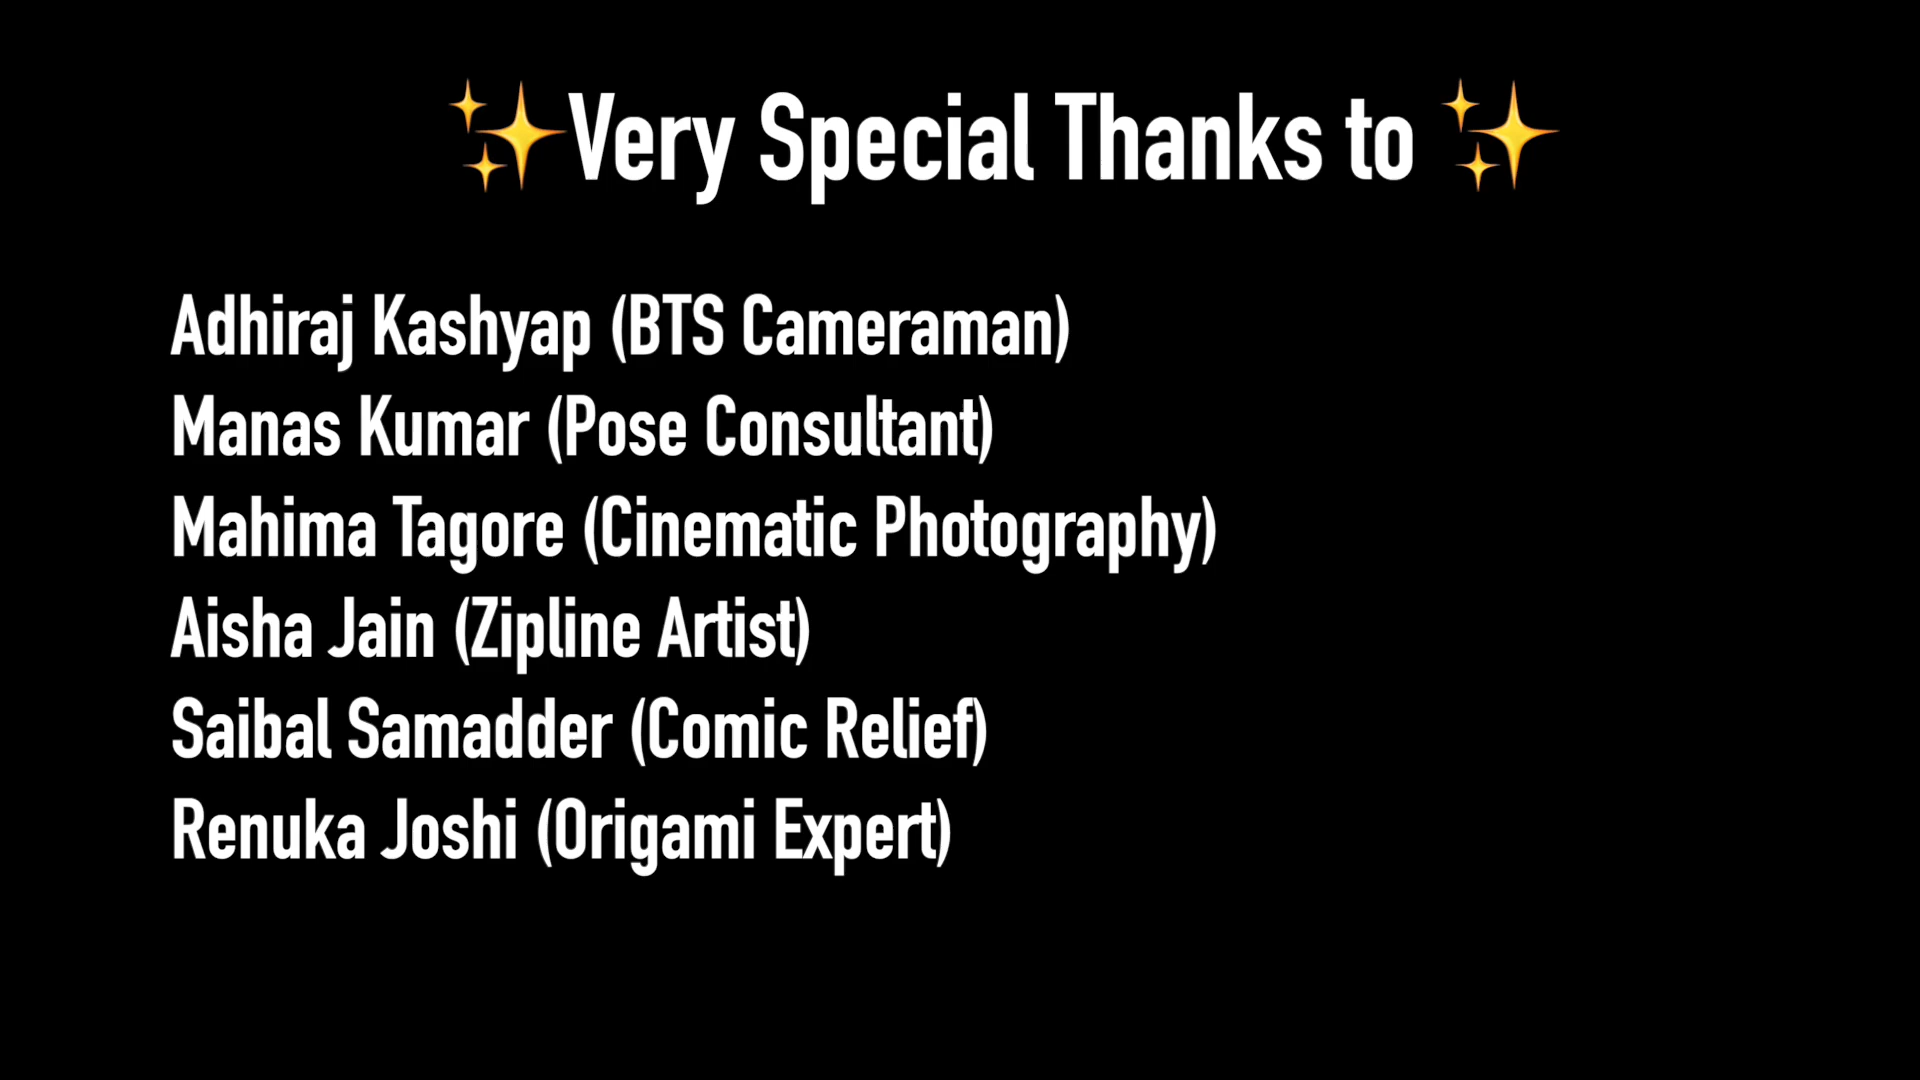 ✨Very Special Thanks to ✨
Adhiraj Kashyap (BTS Cameraman)
Manas Kumar (Pose Consultant)
Mahima Tagore (Cinematic Photography)
Aisha Jain (Zipline Artist)
Saibal Samadder (Comic Relief)
Renuka Joshi (Origami Expert)